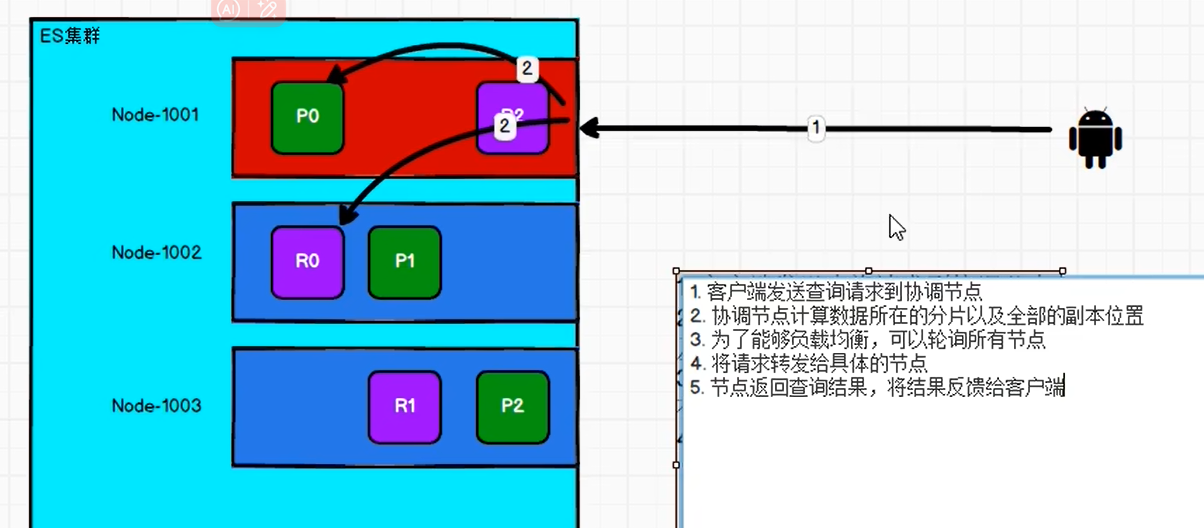 AI
ES集群
Node-1001
P0
2
2
1
Node-1002
R0
P1
Node-1003
R1
P2
1. 客户端发送查询请求到协调节点
2. 协调节点计算数据所在的分片以及全部的副本位置
3. 为了能够负载均衡，可以轮询所有节点
4. 将请求转发给具体的节点
5. 节点返回查询结果，将结果反馈给客户端